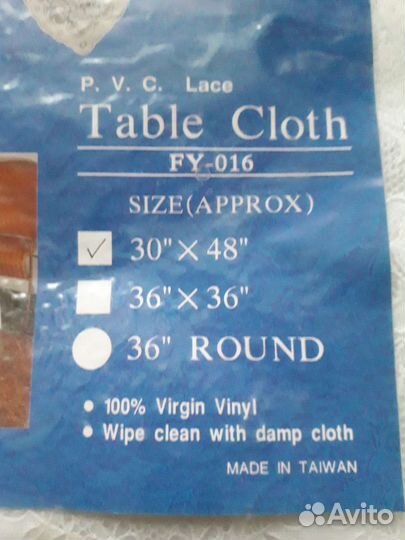 P. V. C. Lace
Table Cloth
FY-016
SIZE(APPROX)
30" × 48"
36" × 36"
36" ROUND
• 100% Virgin Vinyl
• Wipe clean with damp cloth
MADE IN TAIWAN
Avito